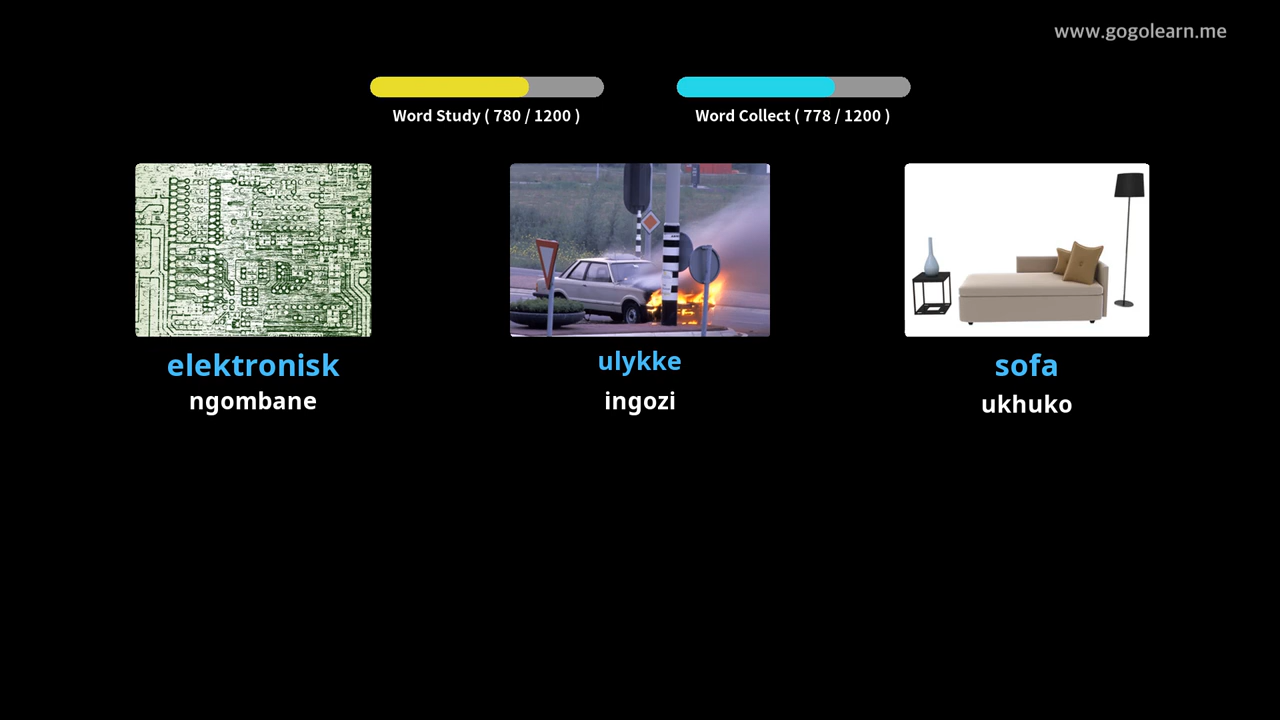 www.gogolearn.me
Word Study ( 780 / 1200 )
Word Collect ( 778 / 1200 )
elektronisk
ngombane
ulykke
ingozi
sofa
ukhuko